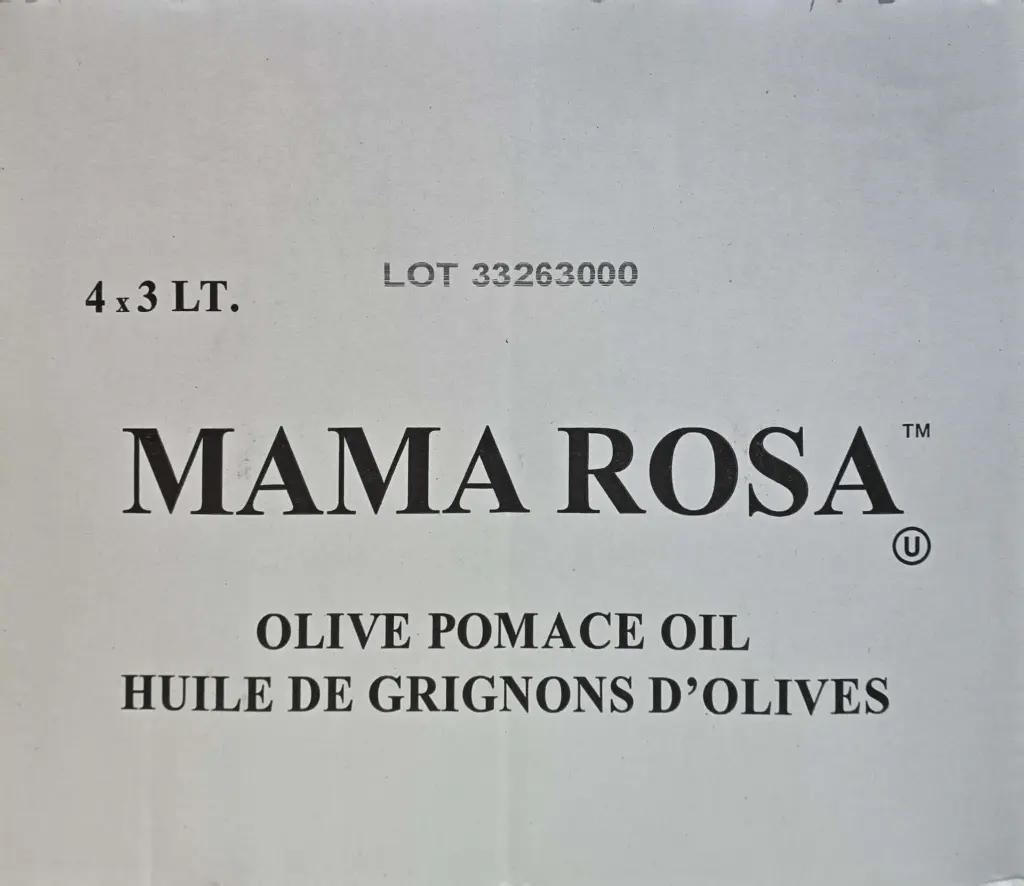 LOT 33263000
4 x 3 LT.
MAMA ROSA™
U
OLIVE POMACE OIL
HUILE DE GRIGNONS D'OLIVES